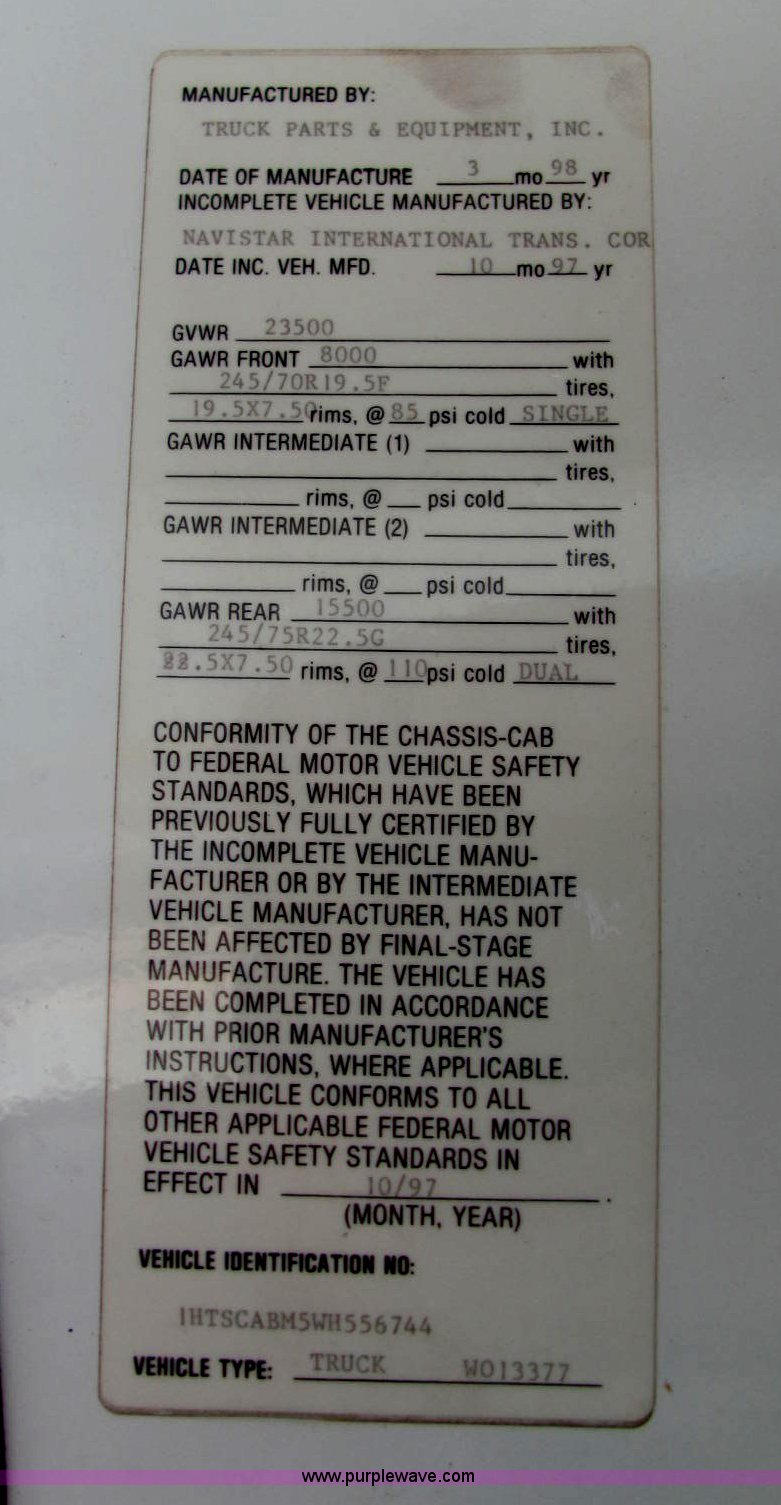 MANUFACTURED BY:
TRUCK PARTS & EQUIPMENT, INC.
DATE OF MANUFACTURE 3 mo 98 yr
INCOMPLETE VEHICLE MANUFACTURED BY:
NAVISTAR INTERNATIONAL TRANS. COR
DATE INC. VEH. MFD. 10 mo 97 yr
GVWR 23500
GAWR FRONT 8000 with
245/70R19.5F tires,
19.5X7.50 rims, @ 85 psi cold SINGLE
GAWR INTERMEDIATE (1) with
tires,
rims, @ psi cold
GAWR INTERMEDIATE (2) with
tires,
rims, @ psi cold
GAWR REAR 15500 with
245/75R22.5G tires,
22.5X7.50 rims, @ 110 psi cold DUAL
CONFORMITY OF THE CHASSIS-CAB
TO FEDERAL MOTOR VEHICLE SAFETY
STANDARDS, WHICH HAVE BEEN
PREVIOUSLY FULLY CERTIFIED BY
THE INCOMPLETE VEHICLE MANU-
FACTURER OR BY THE INTERMEDIATE
VEHICLE MANUFACTURER, HAS NOT
BEEN AFFECTED BY FINAL-STAGE
MANUFACTURE. THE VEHICLE HAS
BEEN COMPLETED IN ACCORDANCE
WITH PRIOR MANUFACTURER'S
INSTRUCTIONS, WHERE APPLICABLE.
THIS VEHICLE CONFORMS TO ALL
OTHER APPLICABLE FEDERAL MOTOR
VEHICLE SAFETY STANDARDS IN
EFFECT IN 10/97.
(MONTH, YEAR)
VEHICLE IDENTIFICATION NO:
1HTSCABM5WH556744
VEHICLE TYPE: TRUCK WO13377
www.purplewave.com